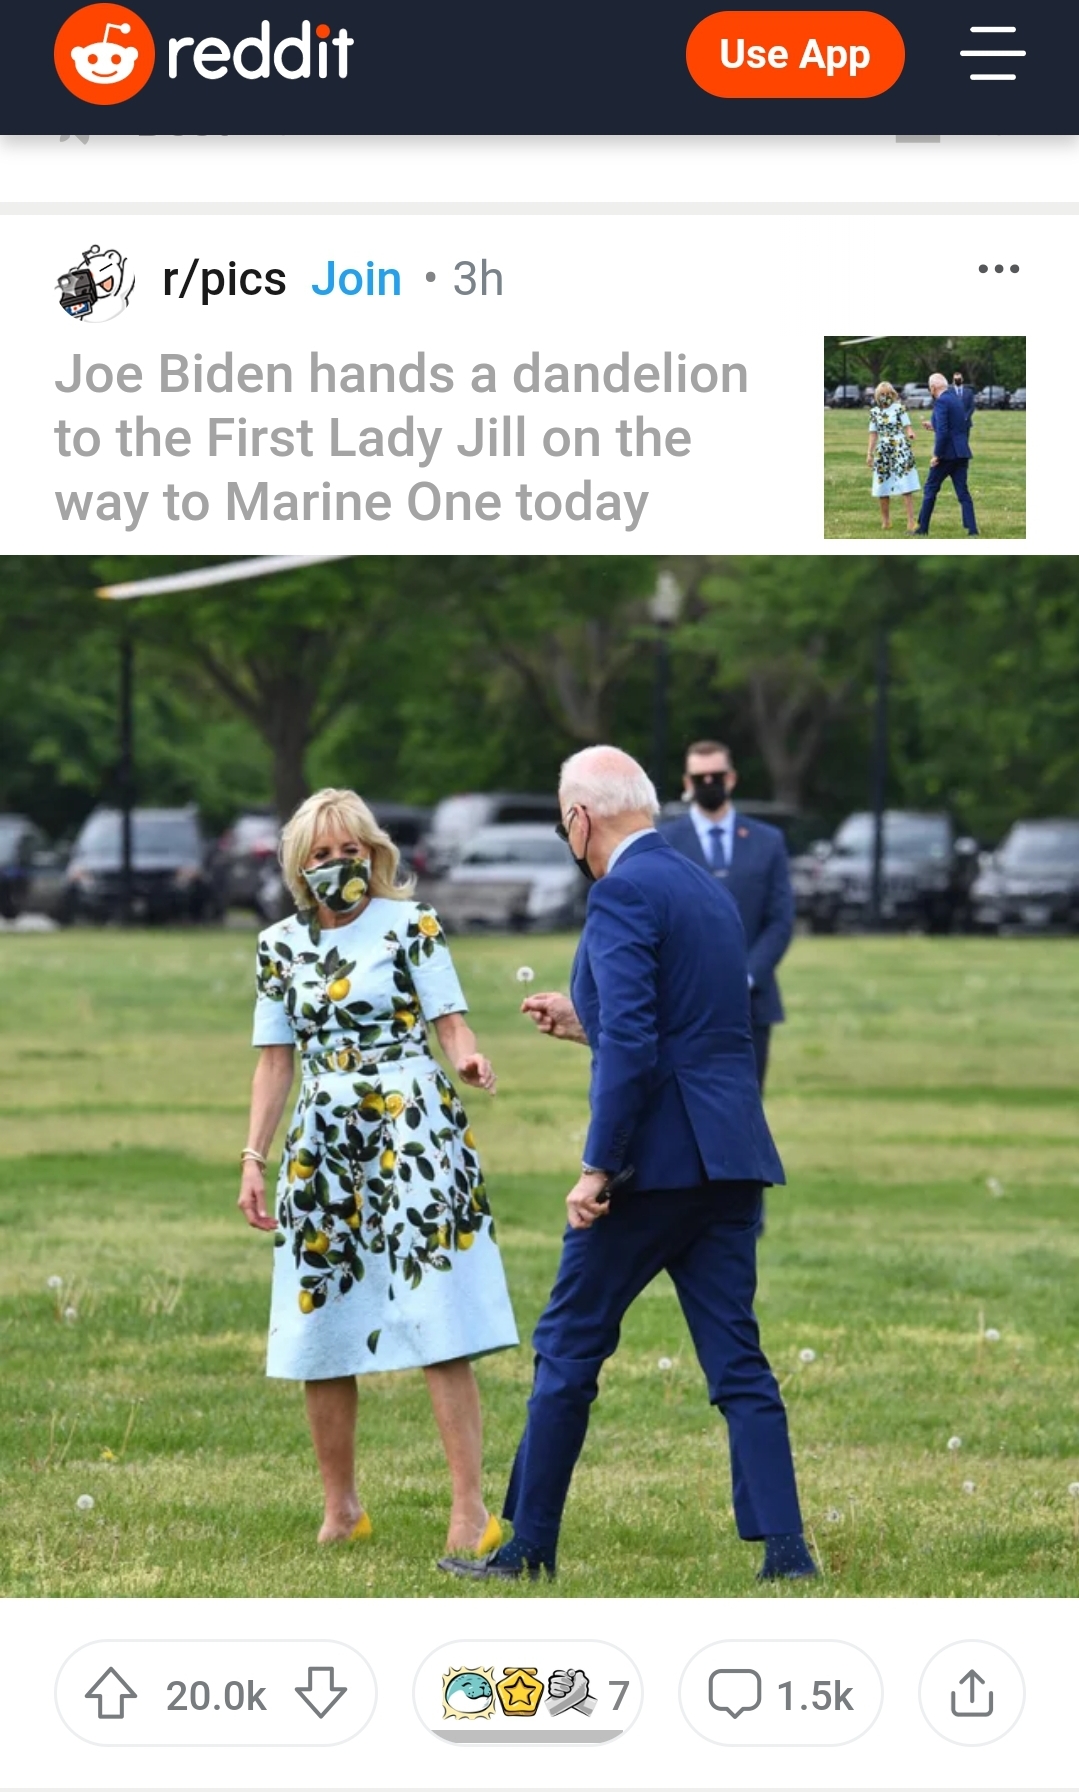 reddit
Use App
r/pics Join • 3h
Joe Biden hands a dandelion
to the First Lady Jill on the
way to Marine One today
20.0k
7
1.5k